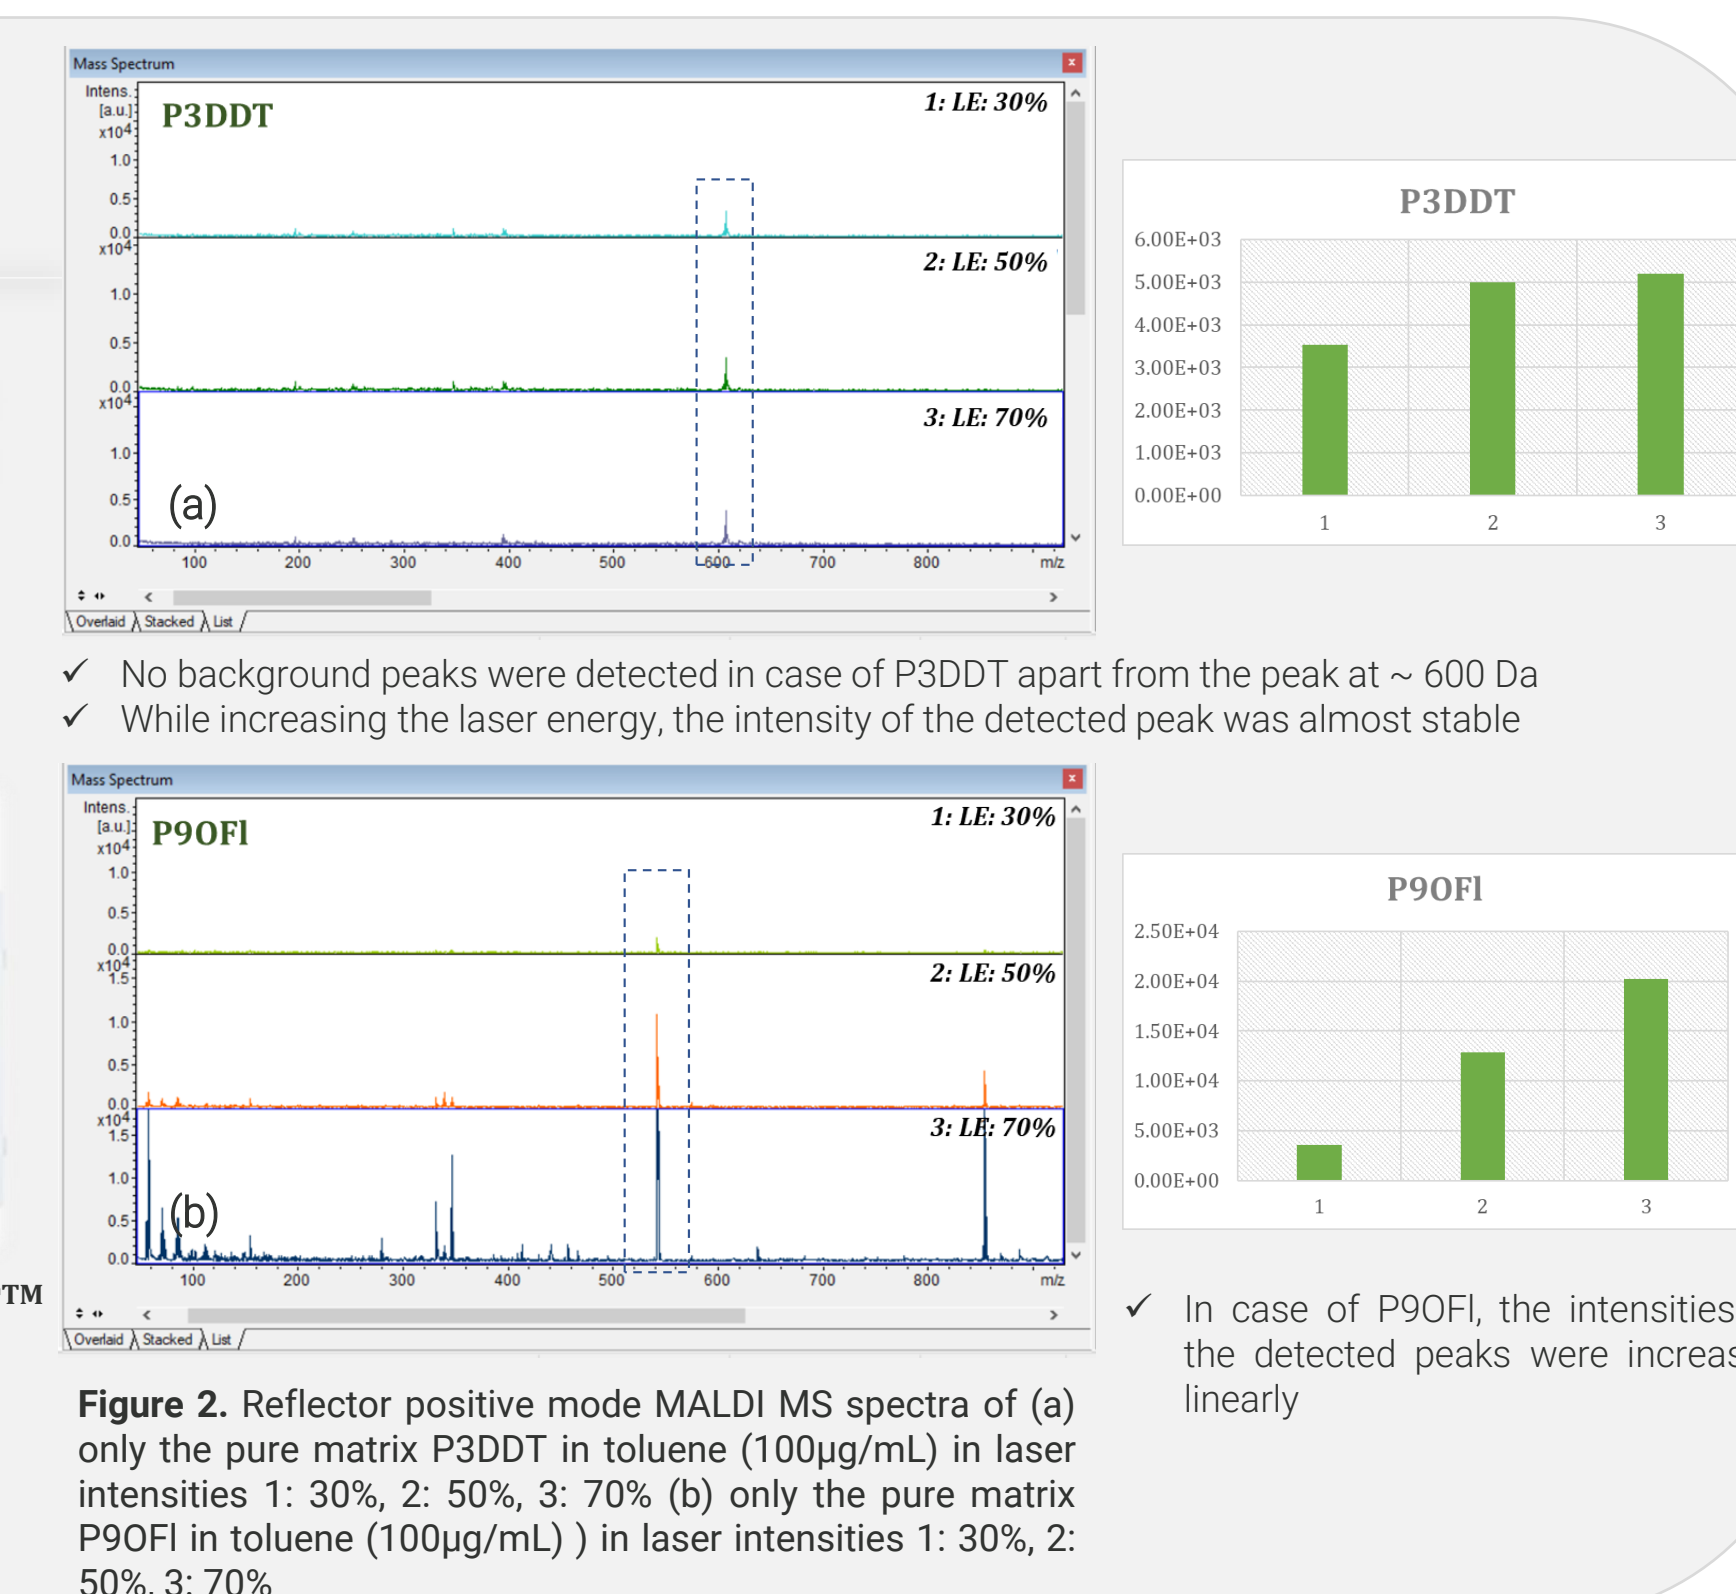 Mass Spectrum
Intens.
[a.u.]
x10⁴
P3DDT
1: LE: 30%
1.0
0.5
0.0
x10⁴
2: LE: 50%
1.0
0.5
0.0
x10⁴
3: LE: 70%
1.0
0.5
(a)
0.0
100 200 300 400 500 600 700 800 m/z
Overlaid Stacked List
P3DDT
6.00E+03
5.00E+03
4.00E+03
3.00E+03
2.00E+03
1.00E+03
0.00E+00
1 2 3
✓ No background peaks were detected in case of P3DDT apart from the peak at ~ 600 Da
✓ While increasing the laser energy, the intensity of the detected peak was almost stable
Mass Spectrum
Intens.
[a.u.]
x10⁴
P9OFl
1: LE: 30%
1.0
0.5
0.0
x10⁴
1.5
2: LE: 50%
1.0
0.5
0.0
x10⁴
1.5
3: LE: 70%
1.0
0.5
(b)
0.0
100 200 300 400 500 600 700 800 m/z
Overlaid Stacked List
P9OFl
2.50E+04
2.00E+04
1.50E+04
1.00E+04
5.00E+03
0.00E+00
1 2 3
TM
✓ In case of P9OFl, the intensities
the detected peaks were increas
linearly
Figure 2. Reflector positive mode MALDI MS spectra of (a)
only the pure matrix P3DDT in toluene (100µg/mL) in laser
intensities 1: 30%, 2: 50%, 3: 70% (b) only the pure matrix
P9OFl in toluene (100µg/mL) ) in laser intensities 1: 30%, 2:
50%, 3: 70%